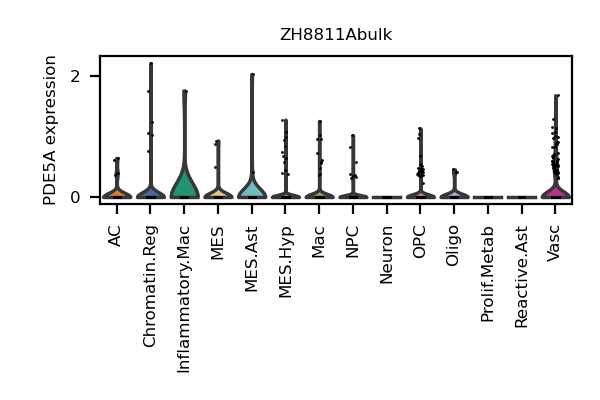 ZH8811Abulk
PDE5A expression
2
0
AC
Chromatin.Reg
Inflammatory.Mac
MES
MES.Ast
MES.Hyp
Mac
NPC
Neuron
OPC
Oligo
Prolif.Metab
Reactive.Ast
Vasc